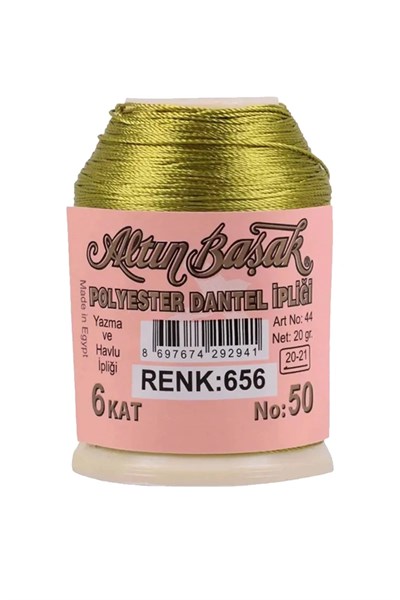 Altın Başak
POLYESTER DANTEL İPLİĞİ
Made in Egypt
Yazma
ve
Havlu
İpliği
8 697674 292941
Art No: 44
Net: 20 gr.
20-21
RENK:656
6 KAT
No: 50